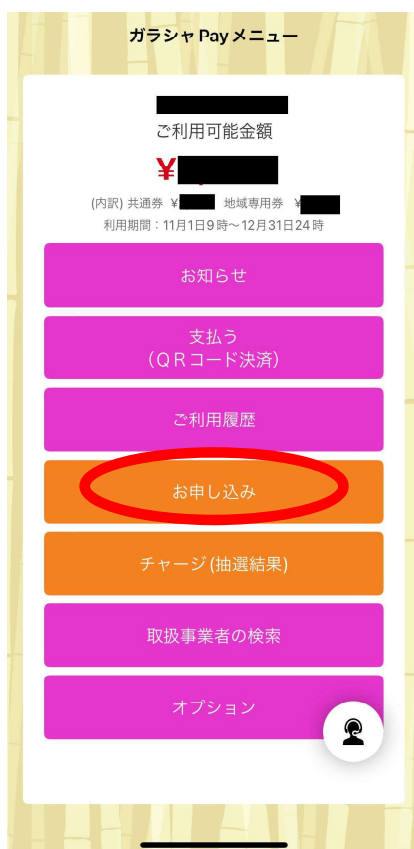 ガラシャPayメニュー
ご利用可能金額
¥
(内訳) 共通券 ¥ 地域専用券 ¥
利用期間：11月1日9時～12月31日24時
お知らせ
支払う
（QRコード決済）
ご利用履歴
お申し込み
チャージ(抽選結果)
取扱事業者の検索
オプション